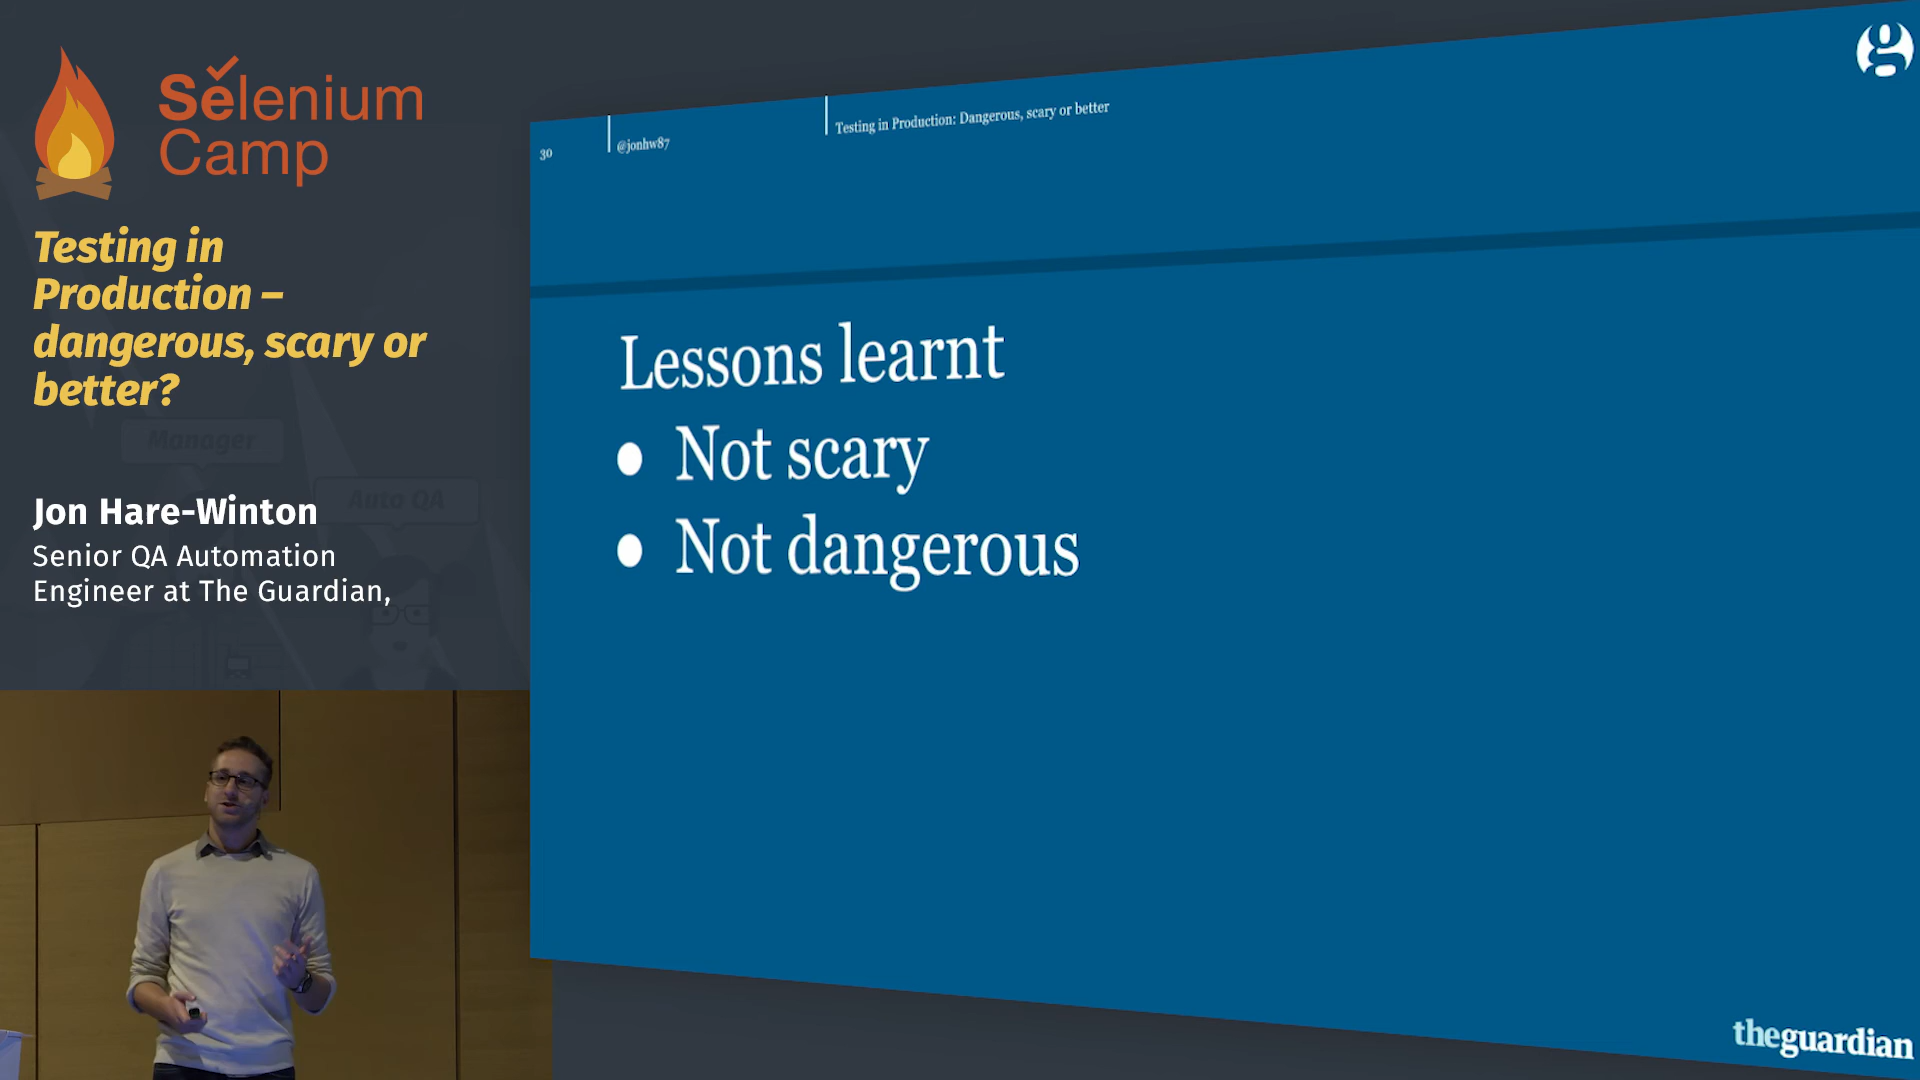 Selenium
Camp
Testing in
Production –
dangerous, scary or
better?
Manager
Auto QA
Jon Hare-Winton
Senior QA Automation
Engineer at The Guardian,
30
@jonhw87
Testing in Production: Dangerous, scary or better
g
Lessons learnt
● Not scary
● Not dangerous
theguardian